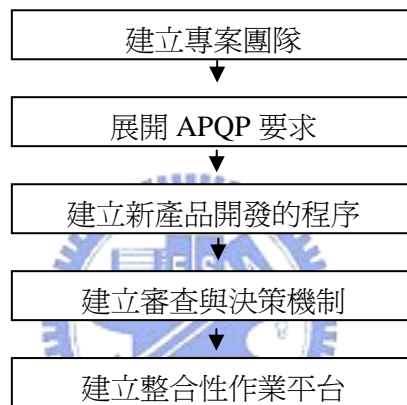 建立專案團隊
展開 APQP 要求
建立新產品開發的程序
建立審查與決策機制
建立整合性作業平台